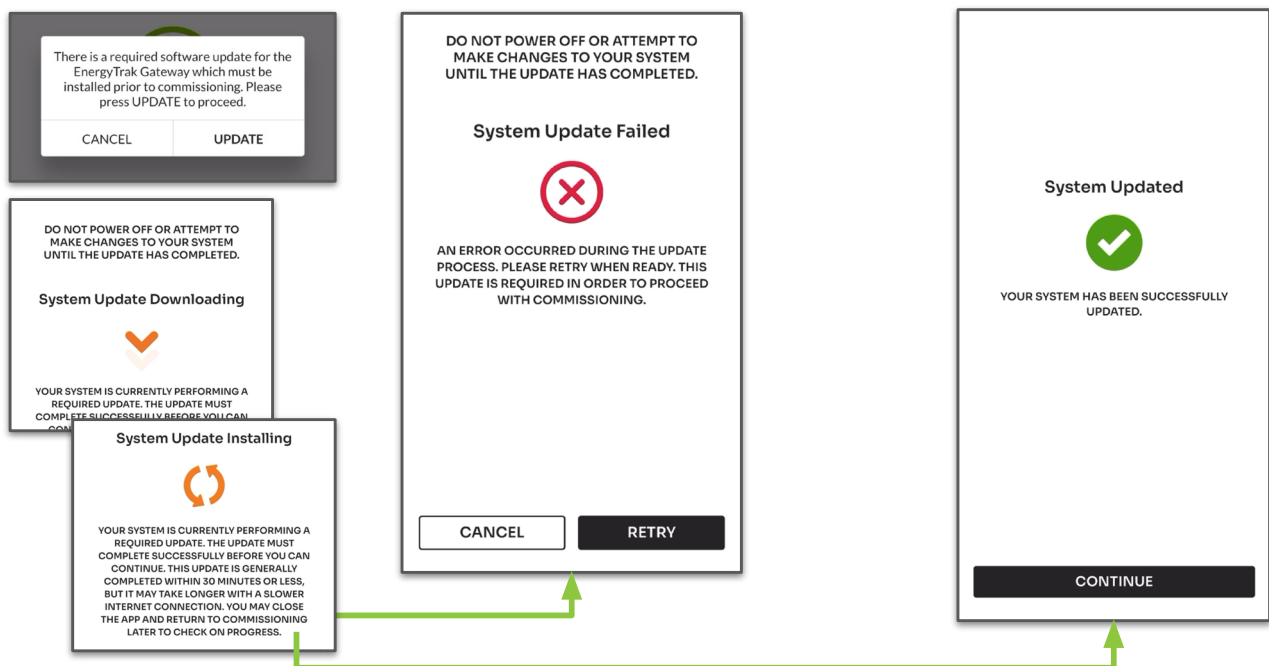 There is a required software update for the
EnergyTrak Gateway which must be
installed prior to commissioning. Please
press UPDATE to proceed.
CANCEL
UPDATE
DO NOT POWER OFF OR ATTEMPT TO
MAKE CHANGES TO YOUR SYSTEM
UNTIL THE UPDATE HAS COMPLETED.
System Update Downloading
YOUR SYSTEM IS CURRENTLY PERFORMING A
REQUIRED UPDATE. THE UPDATE MUST
COMPLETE SUCCESSFULLY BEFORE YOU CAN
System Update Installing
YOUR SYSTEM IS CURRENTLY PERFORMING A
REQUIRED UPDATE. THE UPDATE MUST
COMPLETE SUCCESSFULLY BEFORE YOU CAN
CONTINUE. THIS UPDATE IS GENERALLY
COMPLETED WITHIN 30 MINUTES OR LESS,
BUT IT MAY TAKE LONGER WITH A SLOWER
INTERNET CONNECTION. YOU MAY CLOSE
THE APP AND RETURN TO COMMISSIONING
LATER TO CHECK ON PROGRESS.
DO NOT POWER OFF OR ATTEMPT TO
MAKE CHANGES TO YOUR SYSTEM
UNTIL THE UPDATE HAS COMPLETED.
System Update Failed
AN ERROR OCCURRED DURING THE UPDATE
PROCESS. PLEASE RETRY WHEN READY. THIS
UPDATE IS REQUIRED IN ORDER TO PROCEED
WITH COMMISSIONING.
CANCEL
RETRY
System Updated
YOUR SYSTEM HAS BEEN SUCCESSFULLY
UPDATED.
CONTINUE